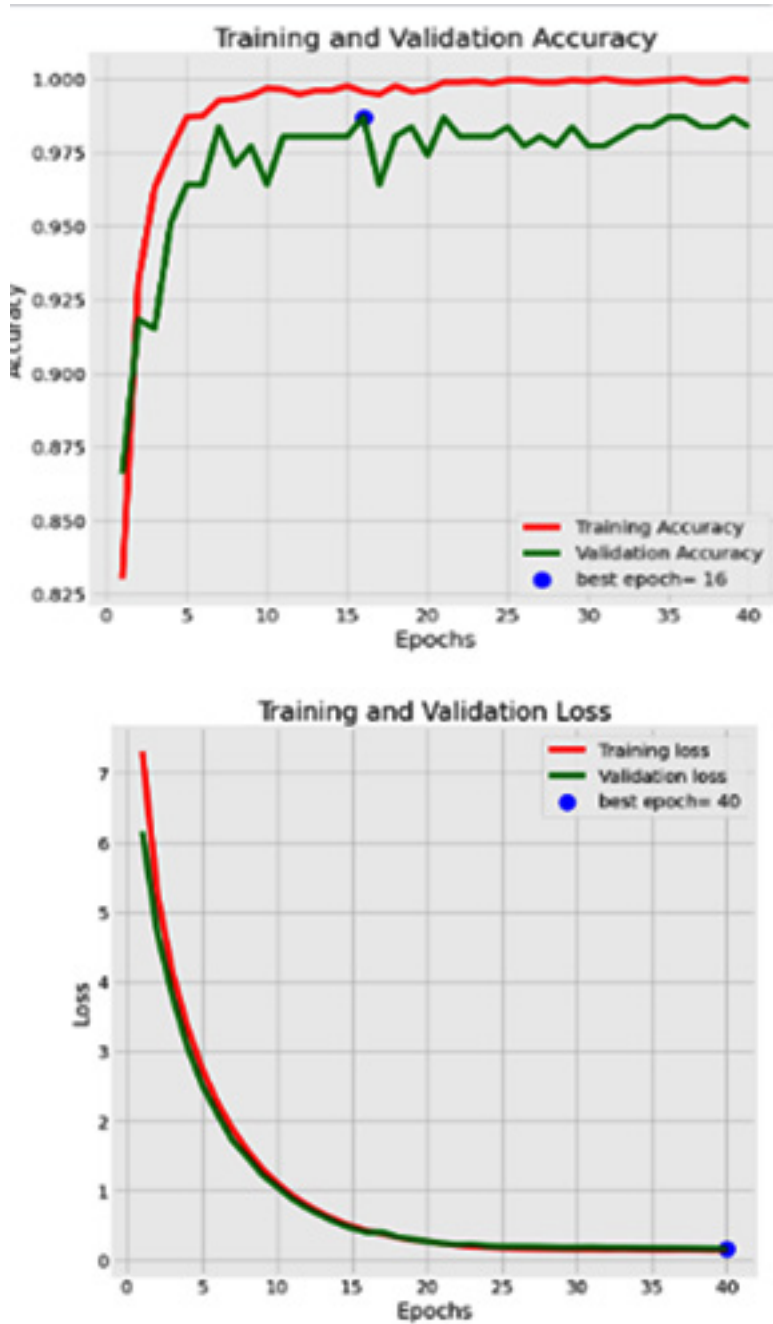 Training and Validation Accuracy
1.000
0.975
0.950
0.925
0.900
0.875
0.850
0.825
Accuracy
Training Accuracy
Validation Accuracy
best epoch= 16
0 5 10 15 20 25 30 35 40
Epochs
Training and Validation Loss
7
6
5
4
3
2
1
0
Loss
Training loss
Validation loss
best epoch= 40
0 5 10 15 20 25 30 35 40
Epochs